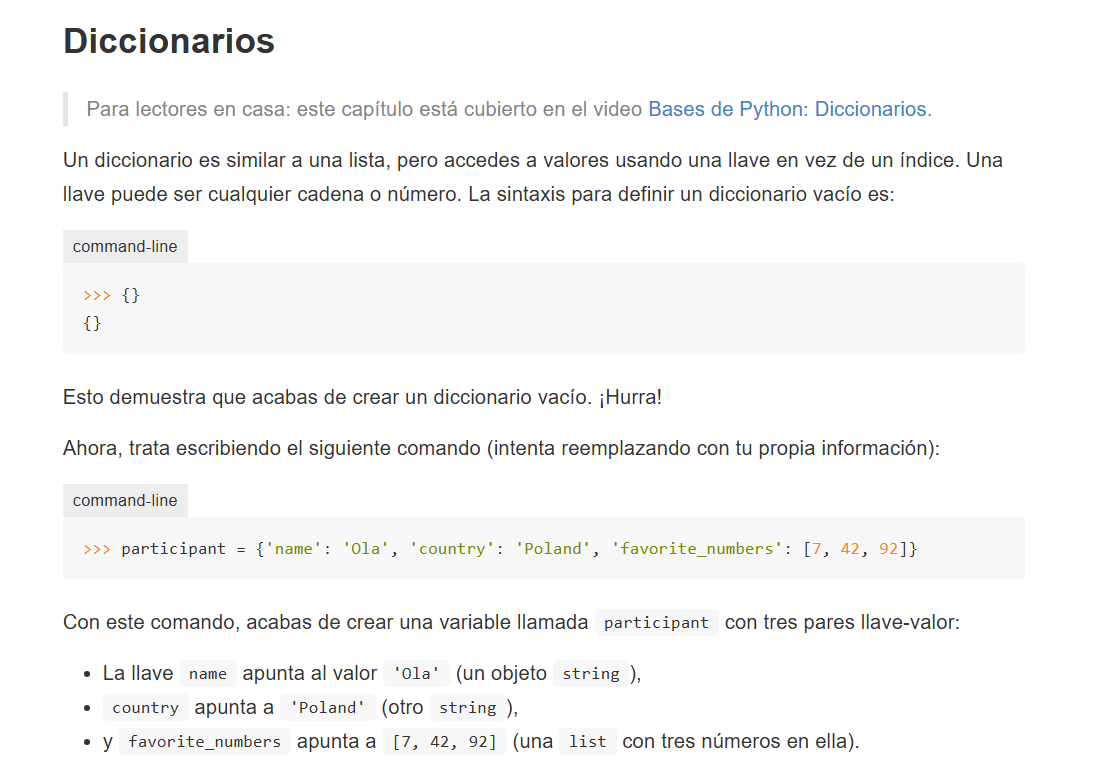 Diccionarios
Para lectores en casa: este capítulo está cubierto en el video Bases de Python: Diccionarios.
Un diccionario es similar a una lista, pero accedes a valores usando una llave en vez de un índice. Una
llave puede ser cualquier cadena o número. La sintaxis para definir un diccionario vacío es:
command-line
>>> {}
{}
Esto demuestra que acabas de crear un diccionario vacío. ¡Hurra!
Ahora, trata escribiendo el siguiente comando (intenta reemplazando con tu propia información):
command-line
>>> participant = {'name': 'Ola', 'country': 'Poland', 'favorite_numbers': [7, 42, 92]}
Con este comando, acabas de crear una variable llamada participant con tres pares llave-valor:
• La llave name apunta al valor 'Ola' (un objeto string ),
• country apunta a 'Poland' (otro string ),
• y favorite_numbers apunta a [7, 42, 92] (una list con tres números en ella).